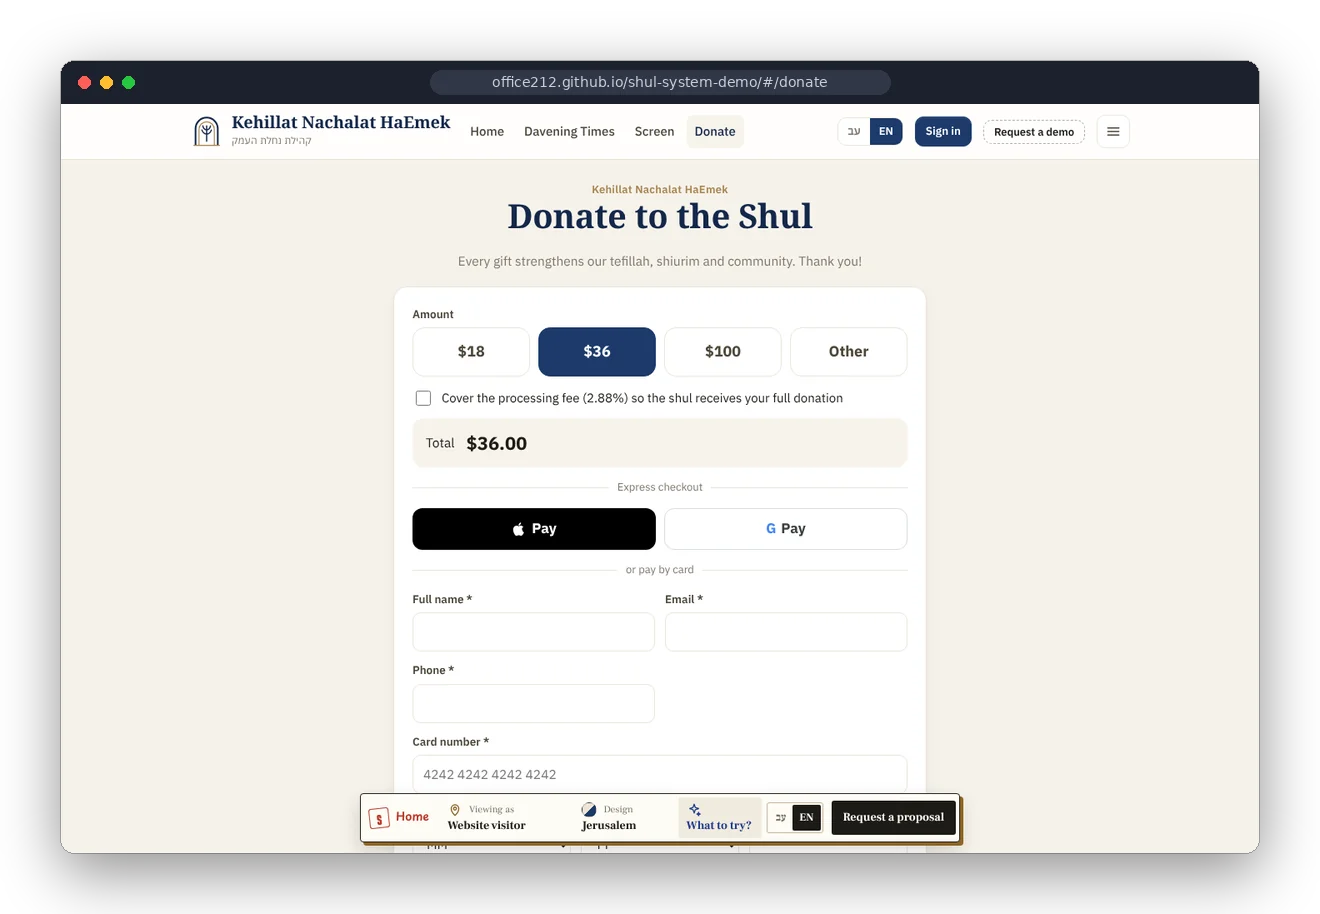 office212.github.io/shul-system-demo/#/donate
Kehillat Nachalat HaEmek
קהילת נחלת העמק
Home Davening Times Screen Donate
עב EN Sign in Request a demo
Kehillat Nachalat HaEmek
Donate to the Shul
Every gift strengthens our tefillah, shiurim and community. Thank you!
Amount
$18 $36 $100 Other
Cover the processing fee (2.88%) so the shul receives your full donation
Total $36.00
Express checkout
Pay G Pay
or pay by card
Full name * Email *
Phone *
Card number *
4242 4242 4242 4242
Home
Viewing as
Website visitor
Design
Jerusalem
What to try?
עב EN
Request a proposal